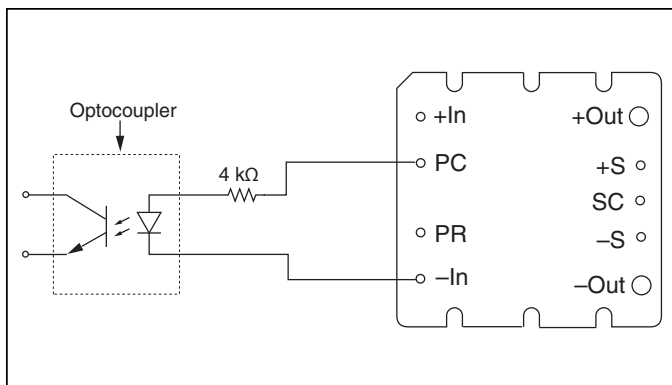 Optocoupler
4 kΩ
+In
PC
PR
–In
+Out
+S
SC
–S
–Out